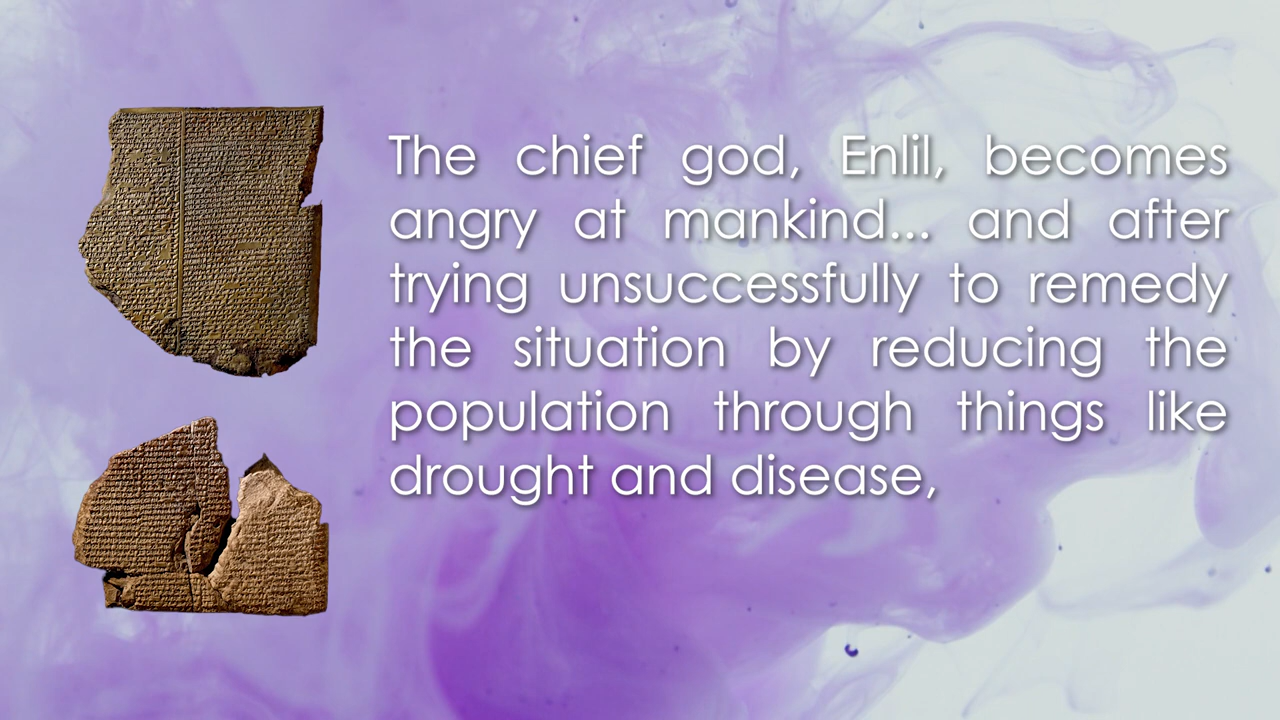 The chief god, Enlil, becomes
angry at mankind... and after
trying unsuccessfully to remedy
the situation by reducing the
population through things like
drought and disease,